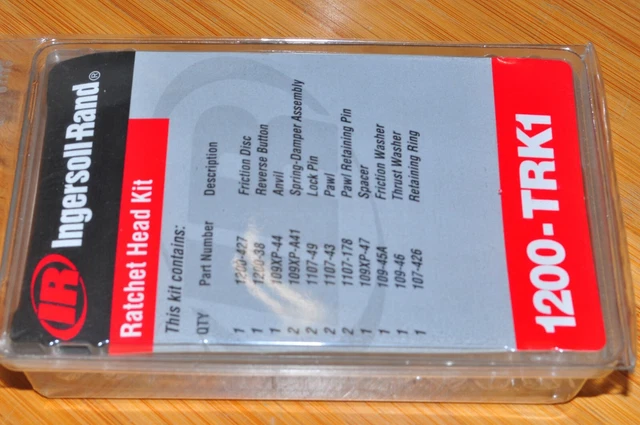 IR Ingersoll Rand®
Ratchet Head Kit
This kit contains:
QTY Part Number Description
1 1200-427 Friction Disc
1 1200-38 Reverse Button
1 109XP-44 Anvil
2 109XP-A41 Spring-Damper Assembly
2 1107-49 Lock Pin
2 1107-43 Pawl
2 1107-178 Pawl Retaining Pin
1 109XP-47 Spacer
1 109-45A Friction Washer
1 109-46 Thrust Washer
1 107-426 Retaining Ring
1200-TRK1